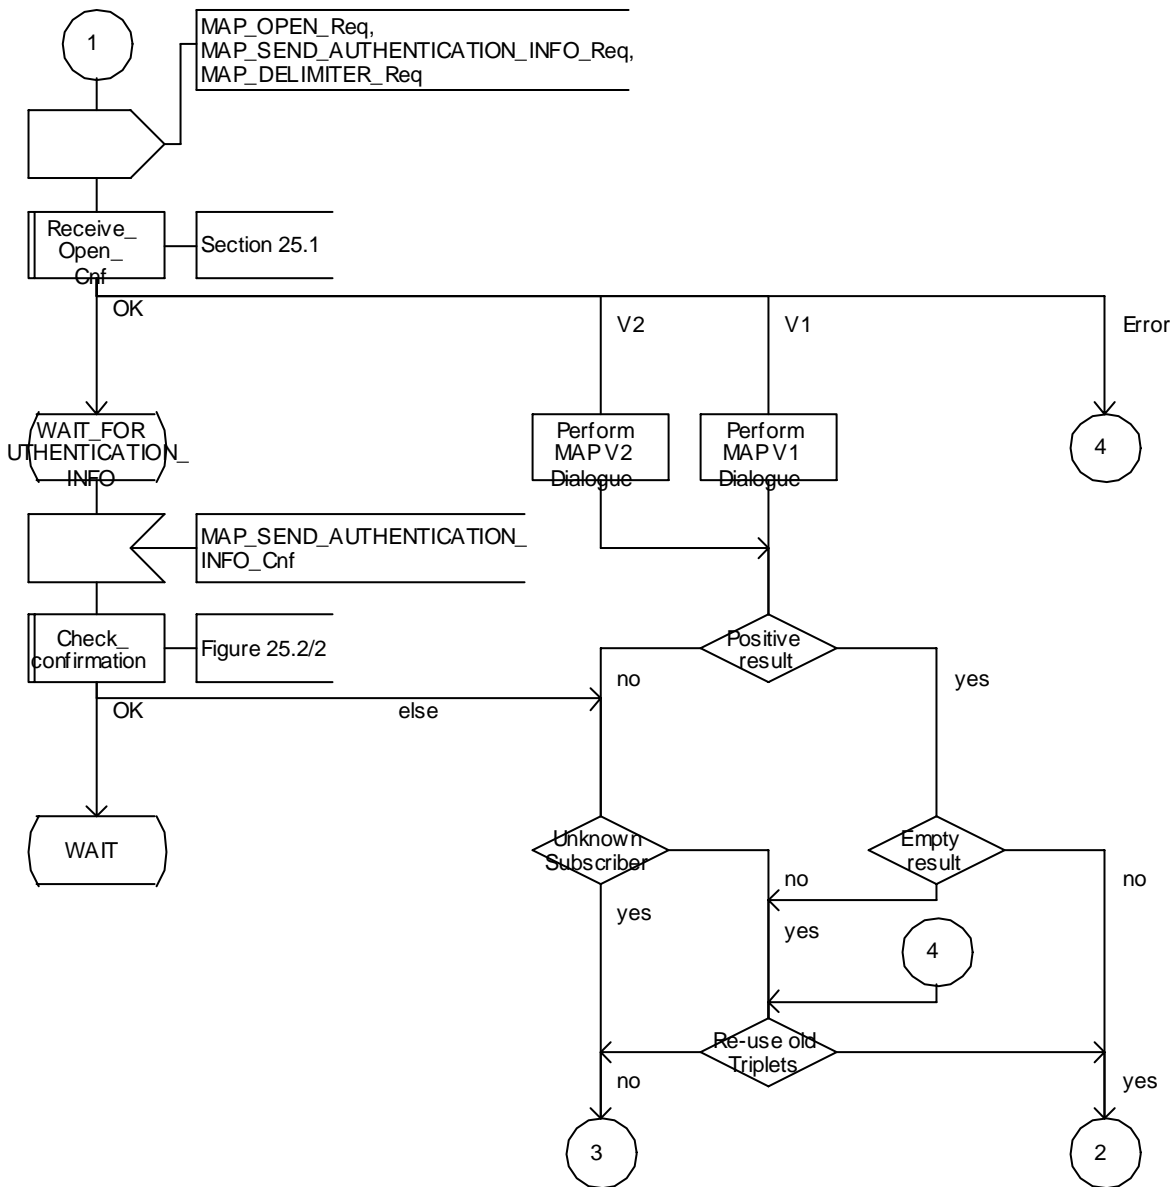 1
MAP_OPEN_Req,
MAP_SEND_AUTHENTICATION_INFO_Req,
MAP_DELIMITER_Req
Receive_
Open_
Cnf
Section 25.1
OK
V2
V1
Error
WAIT_FOR
UTHENTICATION_
INFO
Perform
MAP V2
Dialogue
Perform
MAP V1
Dialogue
4
MAP_SEND_AUTHENTICATION_
INFO_Cnf
Check_
confirmation
Figure 25.2/2
Positive
result
no
yes
OK
else
WAIT
Unknown
Subscriber
Empty
result
no
no
yes
yes
4
Re-use old
Triplets
no
yes
3
2